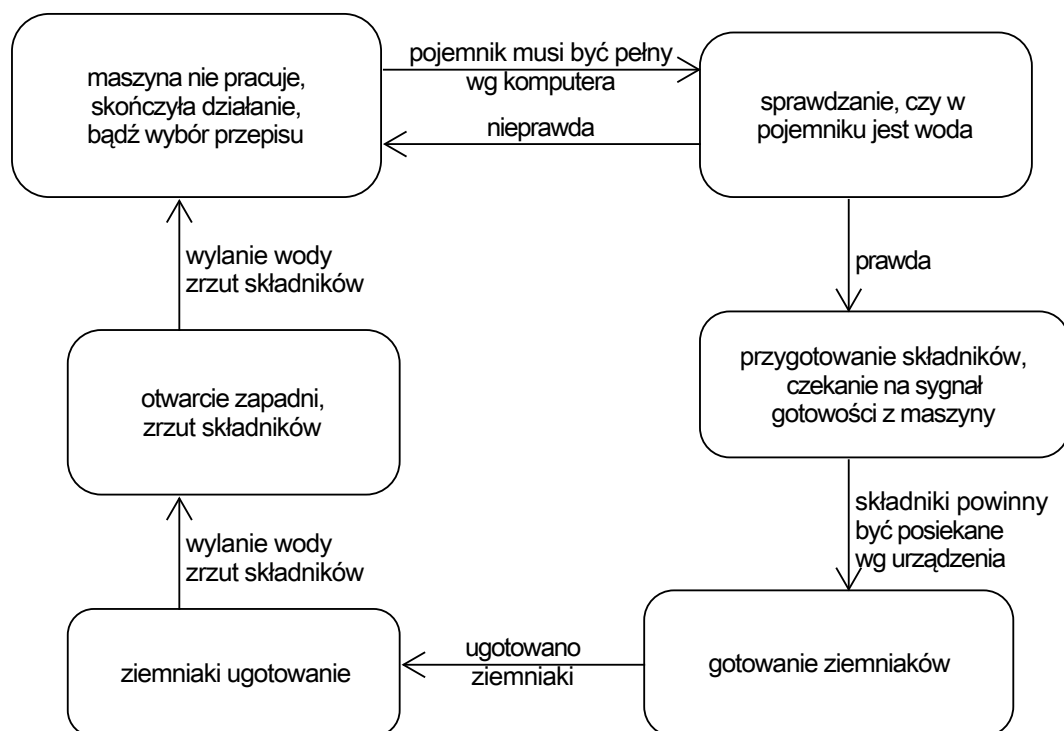 maszyna nie pracuje,
skończyła działanie,
bądź wybór przepisu
pojemnik musi być pełny
wg komputera
nieprawda
sprawdzanie, czy w
pojemniku jest woda
prawda
przygotowanie składników,
czekanie na sygnał
gotowości z maszyny
składniki powinny
być posiekane
wg urządzenia
gotowanie ziemniaków
ugotowano
ziemniaki
ziemniaki ugotowanie
wylanie wody
zrzut składników
otwarcie zapadni,
zrzut składników
wylanie wody
zrzut składników